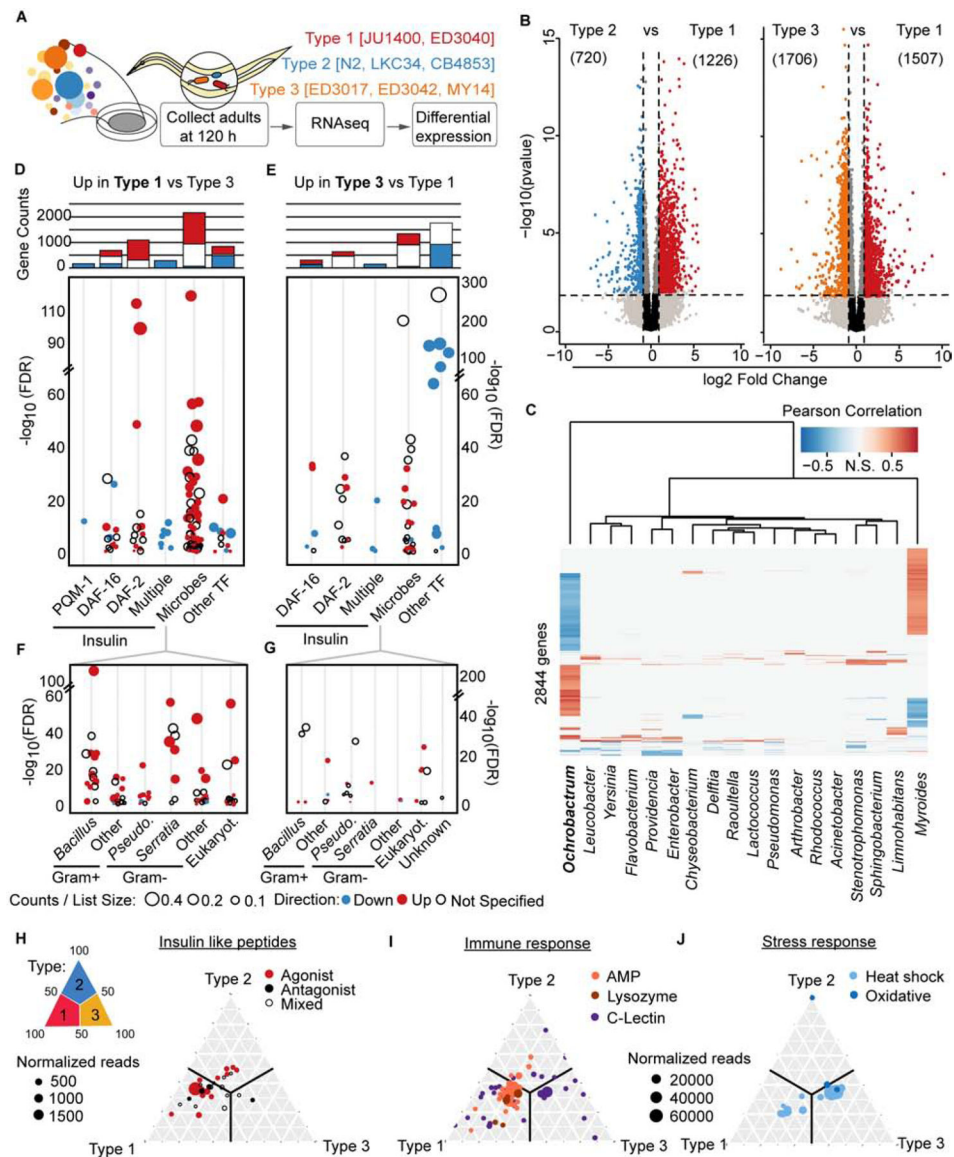 A
Type 1 [JU1400, ED3040]
Type 2 [N2, LKC34, CB4853]
Type 3 [ED3017, ED3042, MY14]
Collect adults
at 120 h
RNAseq
Differential
expression
B
Type 2 vs Type 1
(720) (1226)
Type 3 vs Type 1
(1706) (1507)
15
10
5
0
−log10(pvalue)
−10 −5 0 5 10
−10 −5 0 5 10
log2 Fold Change
C
Pearson Correlation
−0.5 N.S. 0.5
2844 genes
Ochrobactrum
Leucobacter
Yersinia
Flavobacterium
Providencia
Enterobacter
Chyseobacterium
Delftia
Raoultella
Lactococcus
Pseudomonas
Arthrobacter
Rhodococcus
Acinetobacter
Stenotrophomonas
Sphingobacterium
Limnohabitans
Myroides
D
Up in Type 1 vs Type 3
Gene Counts
2000
1000
0
110
90
60
40
20
0
-log10 (FDR)
PQM-1
DAF-16
DAF-2
Multiple
Microbes
Other TF
Insulin
E
Up in Type 3 vs Type 1
300
200
100
60
40
20
0
-log10 (FDR)
DAF-16
DAF-2
Multiple
Microbes
Other TF
Insulin
F
100
60
40
20
0
-log10(FDR)
Bacillus
Other
Pseudo.
Serratia
Other
Eukaryot.
Gram+ Gram-
G
200
40
20
0
-log10(FDR)
Bacillus
Other
Pseudo.
Serratia
Other
Eukaryot.
Unknown
Gram+ Gram-
Counts / List Size: 0.4 0.2 0.1 Direction: Down Up Not Specified
H
Insulin like peptides
Type:
100
50 50
100 50 100
2
1 3
Type 2
Agonist
Antagonist
Mixed
Normalized reads
500
1000
1500
Type 1 Type 3
I
Immune response
Type 2
AMP
Lysozyme
C-Lectin
Type 1 Type 3
J
Stress response
Type 2
Heat shock
Oxidative
Normalized reads
20000
40000
60000
Type 1 Type 3